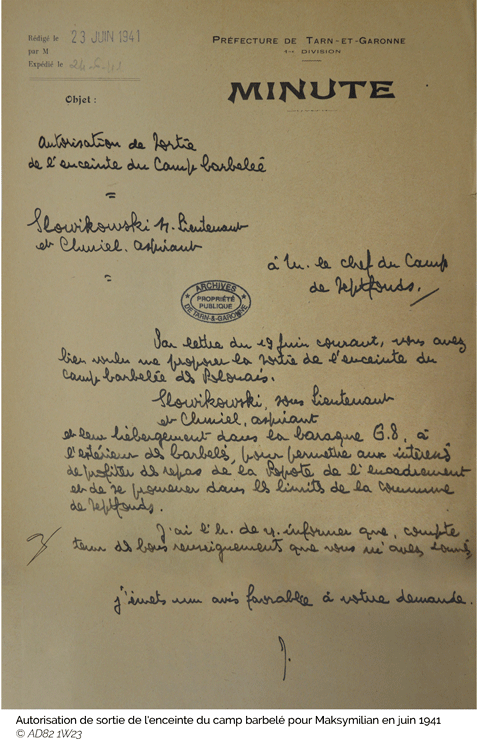 Rédigé le 23 JUIN 1941
par M
Expédié le 24-6-41
PRÉFECTURE DE TARN-ET-GARONNE
1re DIVISION
MINUTE
Objet :
Autorisation de sortie
de l'enceinte du Camp barbelée
=
Slowikowski s/. Lieutenant
et Chmiel. aspirant
=
à M. le chef du Camp
de Septfonds.
ARCHIVES
PROPRIÉTÉ
PUBLIQUE
DE TARN-&-GARONNE
Par lettre du 19 Juin courant, vous avez
bien voulu me proposer la sortie de l'enceinte du
camp barbelée des Polonais.
Slowikowski, sous Lieutenant
et Chmiel, aspirant
et leur hébergement dans la baraque G.8, à
l'extérieur des barbelés, pour permettre aux intéressés
de profiter des repas de la Popote de l'encadrement
et de se promener dans les limites de la commune
de Septfonds.
J'ai l'h. de v. informer que, compte
tenu des bons renseignement que vous m'avez donnés,
j'émets un avis favorable à votre demande.
Autorisation de sortie de l'enceinte du camp barbelé pour Maksymilian en juin 1941
© AD82 1W23